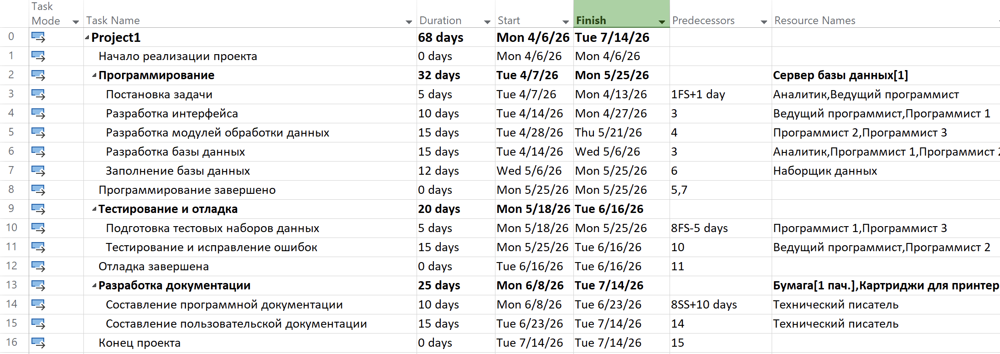 Task Mode Task Name Duration Start Finish Predecessors Resource Names
0 Project1 68 days Mon 4/6/26 Tue 7/14/26
1 Начало реализации проекта 0 days Mon 4/6/26 Mon 4/6/26
2 Программирование 32 days Tue 4/7/26 Mon 5/25/26 Сервер базы данных[1]
3 Постановка задачи 5 days Tue 4/7/26 Mon 4/13/26 1FS+1 day Аналитик,Ведущий программист
4 Разработка интерфейса 10 days Tue 4/14/26 Mon 4/27/26 3 Ведущий программист,Программист 1
5 Разработка модулей обработки данных 15 days Tue 4/28/26 Thu 5/21/26 4 Программист 2,Программист 3
6 Разработка базы данных 15 days Tue 4/14/26 Wed 5/6/26 3 Аналитик,Программист 1,Программист 2
7 Заполнение базы данных 12 days Wed 5/6/26 Mon 5/25/26 6 Наборщик данных
8 Программирование завершено 0 days Mon 5/25/26 Mon 5/25/26 5,7
9 Тестирование и отладка 20 days Mon 5/18/26 Tue 6/16/26
10 Подготовка тестовых наборов данных 5 days Mon 5/18/26 Mon 5/25/26 8FS-5 days Программист 1,Программист 3
11 Тестирование и исправление ошибок 15 days Mon 5/25/26 Tue 6/16/26 10 Ведущий программист,Программист 2
12 Отладка завершена 0 days Tue 6/16/26 Tue 6/16/26 11
13 Разработка документации 25 days Mon 6/8/26 Tue 7/14/26 Бумага[1 пач.],Картриджи для принтер
14 Составление программной документации 10 days Mon 6/8/26 Tue 6/23/26 8SS+10 days Технический писатель
15 Составление пользовательской документации 15 days Tue 6/23/26 Tue 7/14/26 14 Технический писатель
16 Конец проекта 0 days Tue 7/14/26 Tue 7/14/26 15